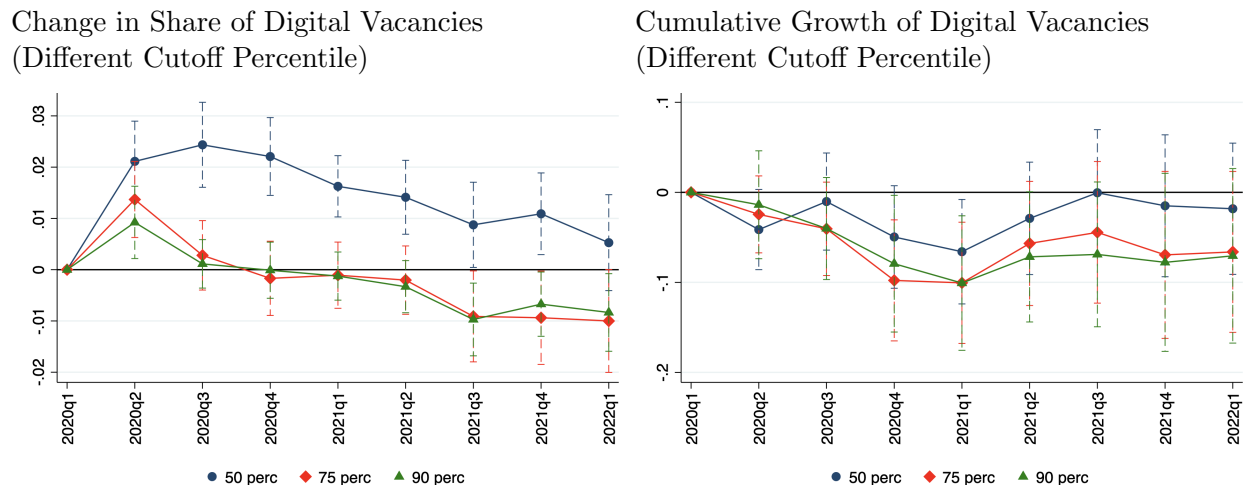 Change in Share of Digital Vacancies
(Different Cutoff Percentile)
.03
.02
.01
0
-.01
-.02
2020q1
2020q2
2020q3
2020q4
2021q1
2021q2
2021q3
2021q4
2022q1
50 perc 75 perc 90 perc
Cumulative Growth of Digital Vacancies
(Different Cutoff Percentile)
.1
0
-.1
-.2
2020q1
2020q2
2020q3
2020q4
2021q1
2021q2
2021q3
2021q4
2022q1
50 perc 75 perc 90 perc